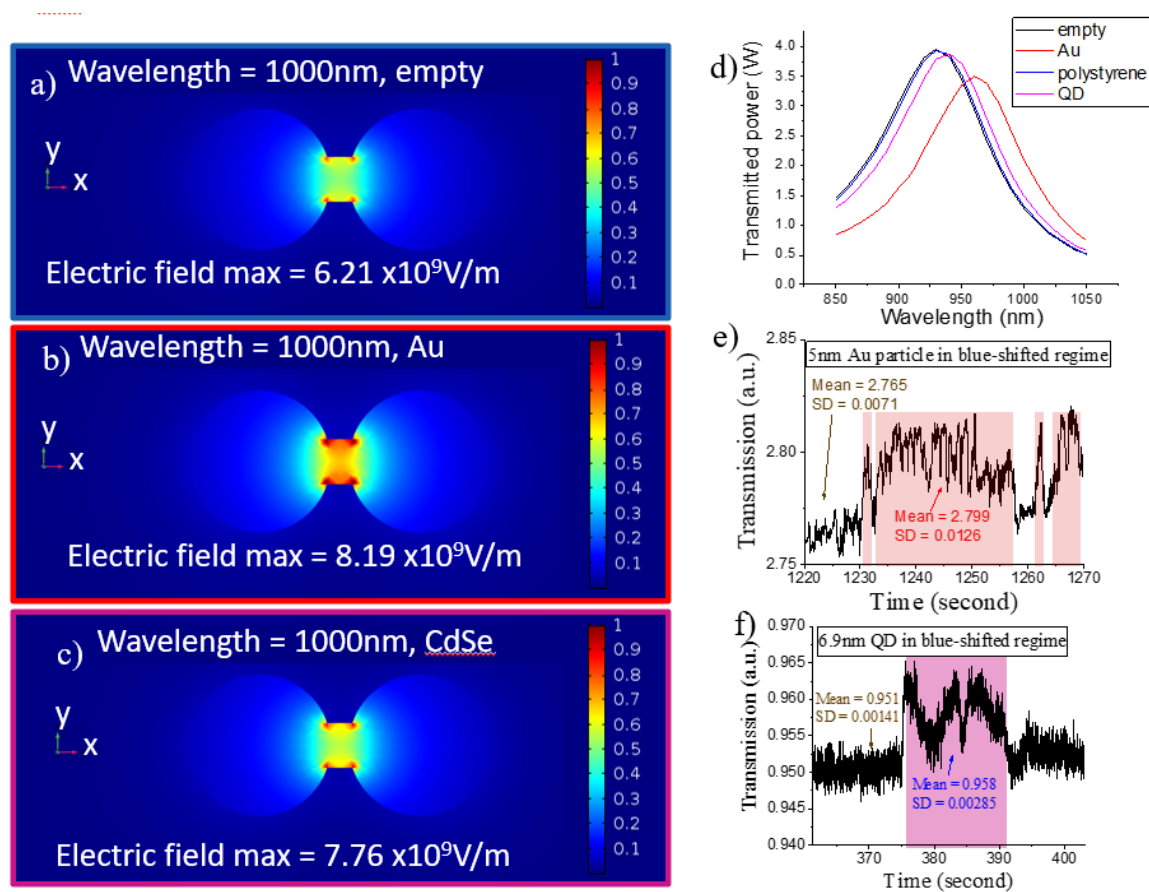 a) Wavelength = 1000nm, empty
y
x
Electric field max = 6.21 x10⁹V/m
1
0.9
0.8
0.7
0.6
0.5
0.4
0.3
0.2
0.1
b) Wavelength = 1000nm, Au
y
x
Electric field max = 8.19 x10⁹V/m
1
0.9
0.8
0.7
0.6
0.5
0.4
0.3
0.2
0.1
c) Wavelength = 1000nm, CdSe
y
x
Electric field max = 7.76 x10⁹V/m
1
0.9
0.8
0.7
0.6
0.5
0.4
0.3
0.2
0.1
d)
empty
Au
polystyrene
QD
Transmitted power (W)
4.0
3.5
3.0
2.5
2.0
1.5
1.0
0.5
0.0
850 900 950 1000 1050
Wavelength (nm)
e)
5nm Au particle in blue-shifted regime
Transmission (a.u.)
2.85
2.80
2.75
Mean = 2.765
SD = 0.0071
Mean = 2.799
SD = 0.0126
1220 1230 1240 1250 1260 1270
Time (second)
f)
6.9nm QD in blue-shifted regime
Transmission (a.u.)
0.970
0.965
0.960
0.955
0.950
0.945
0.940
Mean = 0.951
SD = 0.00141
Mean = 0.958
SD = 0.00285
370 380 390 400
Time (second)